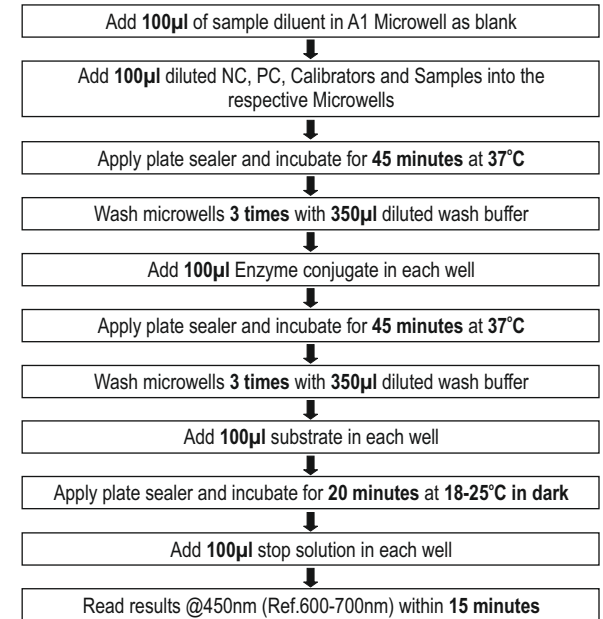 Add 100µl of sample diluent in A1 Microwell as blank
Add 100µl diluted NC, PC, Calibrators and Samples into the
respective Microwells
Apply plate sealer and incubate for 45 minutes at 37°C
Wash microwells 3 times with 350µl diluted wash buffer
Add 100µl Enzyme conjugate in each well
Apply plate sealer and incubate for 45 minutes at 37°C
Wash microwells 3 times with 350µl diluted wash buffer
Add 100µl substrate in each well
Apply plate sealer and incubate for 20 minutes at 18-25°C in dark
Add 100µl stop solution in each well
Read results @450nm (Ref.600-700nm) within 15 minutes